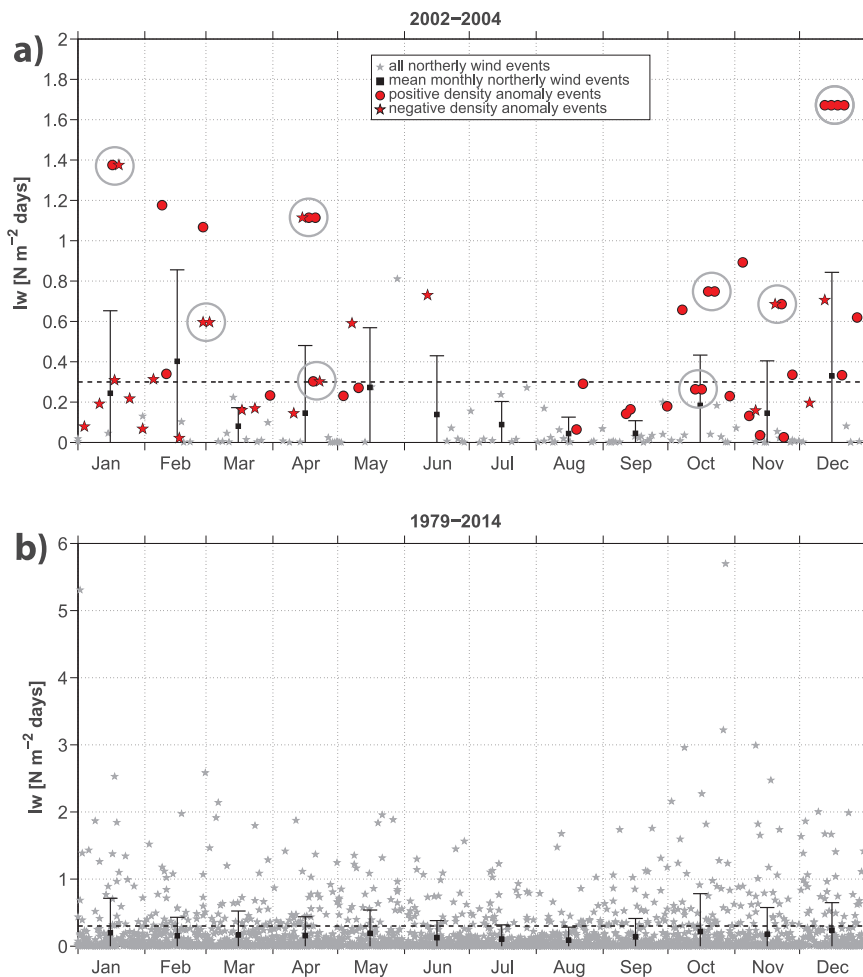 2002−2004
a)
2
1.8
1.6
1.4
1.2
1
0.8
0.6
0.4
0.2
0
Iw [N m⁻² days]
all northerly wind events
mean monthly northerly wind events
positive density anomaly events
negative density anomaly events
Jan Feb Mar Apr May Jun Jul Aug Sep Oct Nov Dec
1979−2014
b)
6
5
4
3
2
1
0
Iw [N m⁻² days]
Jan Feb Mar Apr May Jun Jul Aug Sep Oct Nov Dec